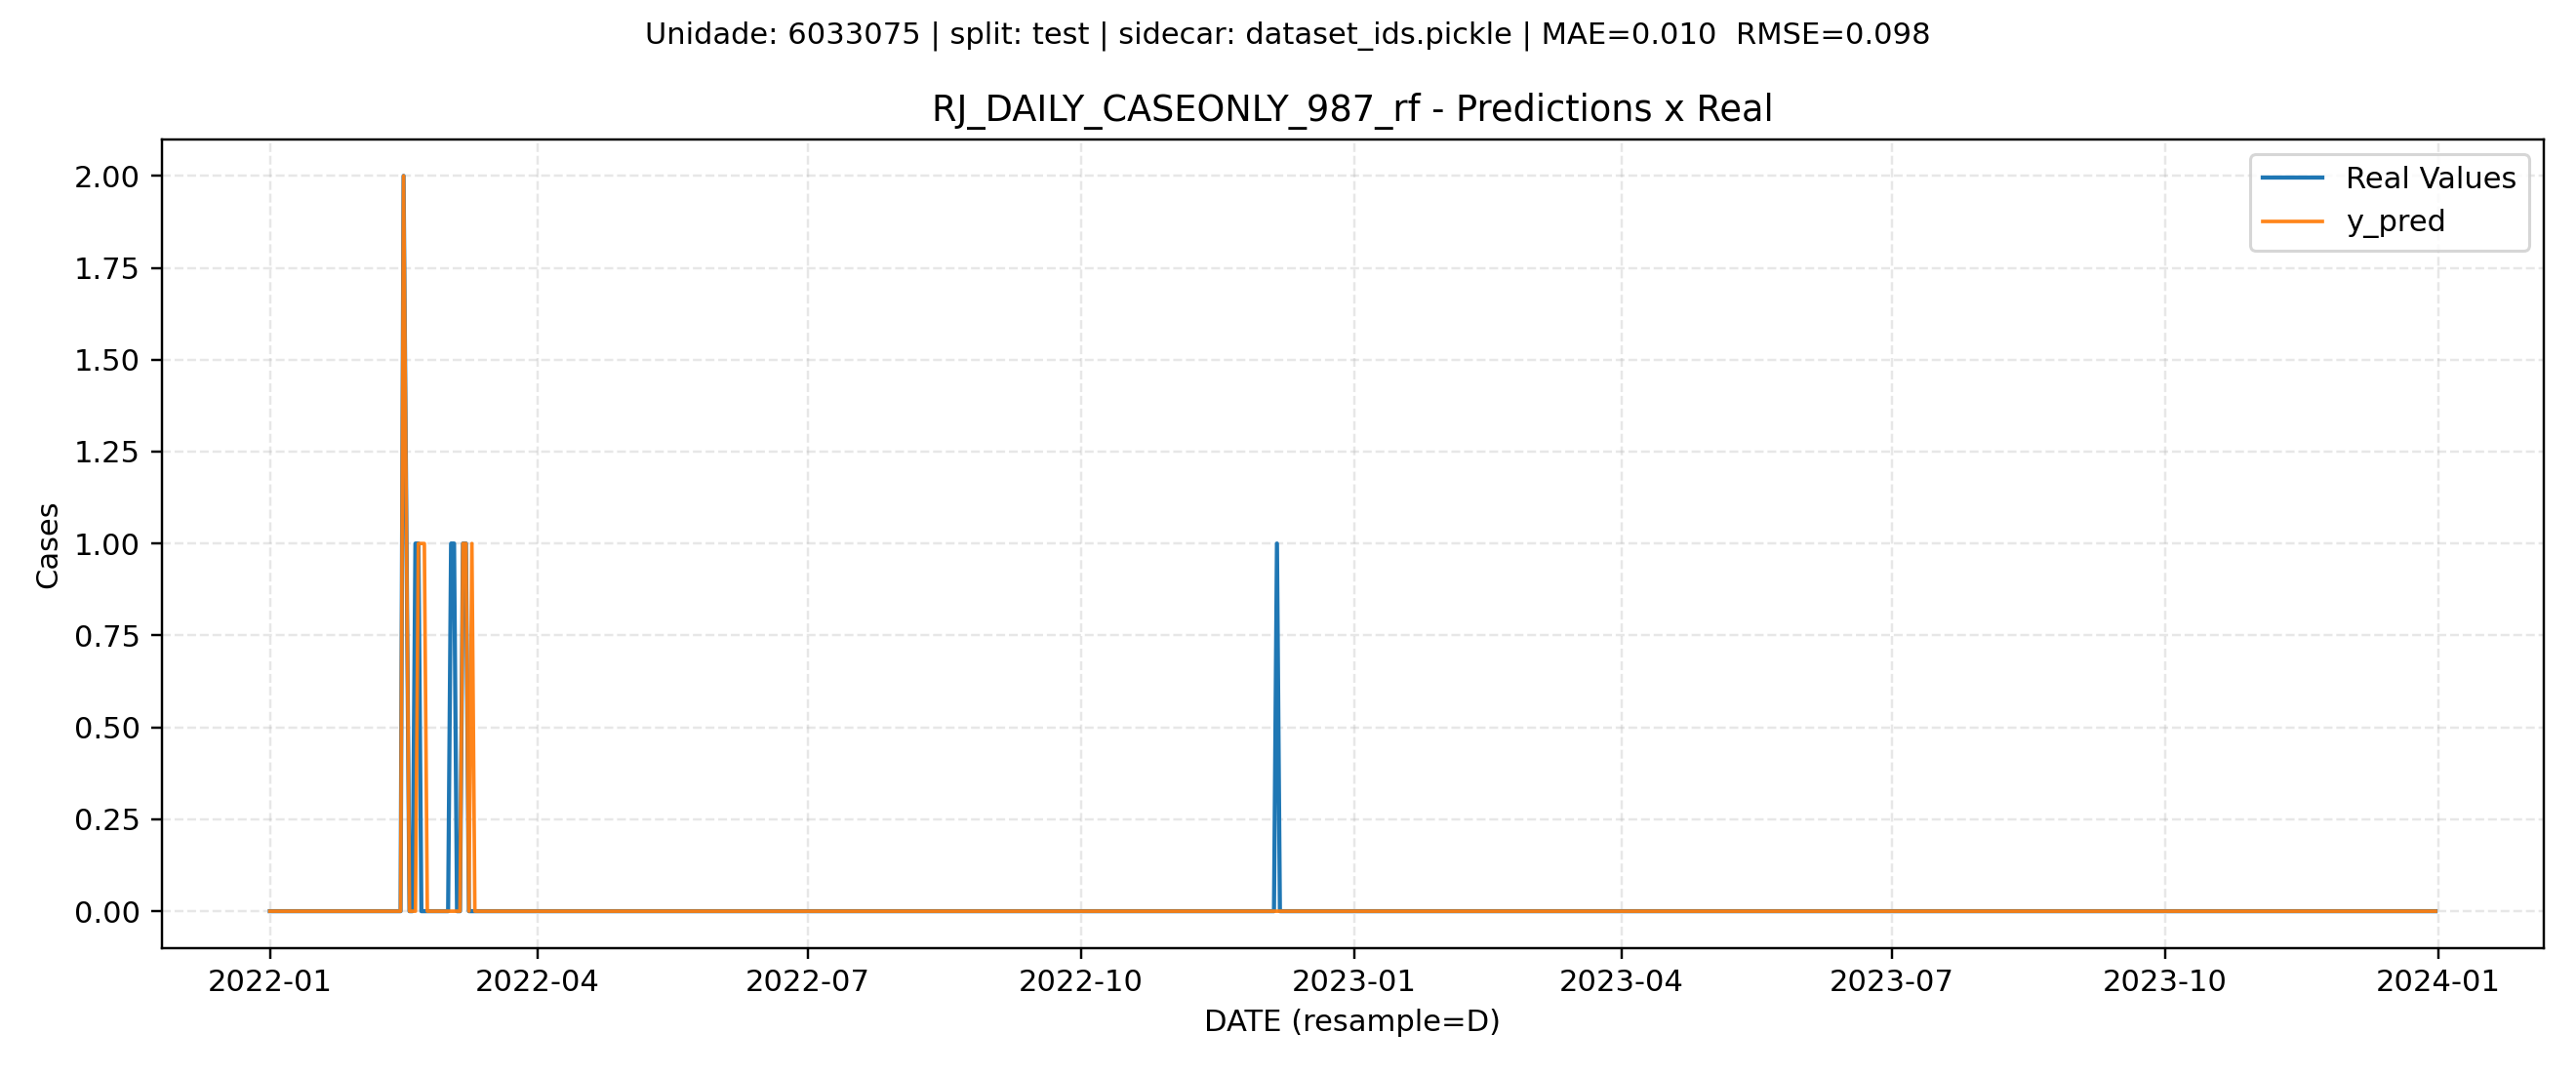 Unidade: 6033075 | split: test | sidecar: dataset_ids.pickle | MAE=0.010  RMSE=0.098
RJ_DAILY_CASEONLY_987_rf - Predictions x Real
Real Values
y_pred
2.00
1.75
1.50
1.25
1.00
0.75
0.50
0.25
0.00
Cases
2022-01 2022-04 2022-07 2022-10 2023-01 2023-04 2023-07 2023-10 2024-01
DATE (resample=D)